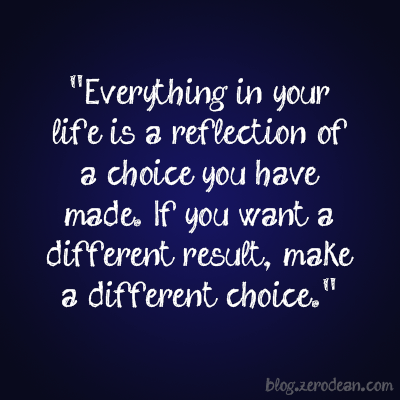 "Everything in your
life is a reflection of
a choice you have
made. If you want a
different result, make
a different choice."
blog.zerodean.com